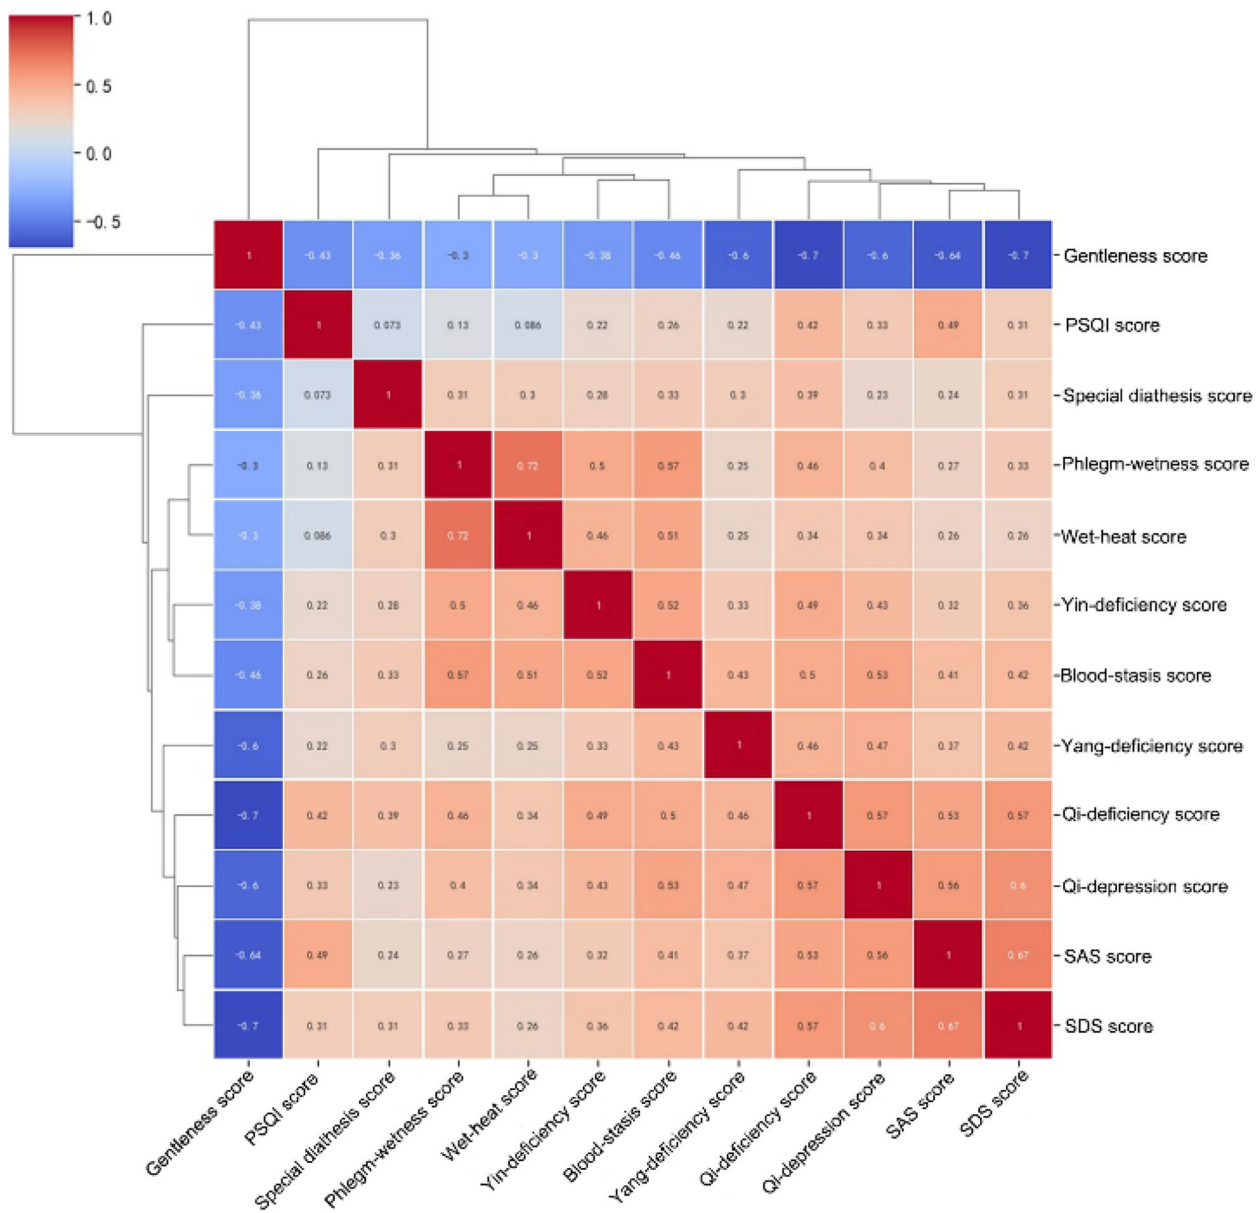 1.0
0.5
0.0
-0.5
1 -0.43 -0.36 -0.3 -0.3 -0.38 -0.46 -0.6 -0.7 -0.6 -0.64 -0.7 Gentleness score
-0.43 1 0.073 0.13 0.086 0.22 0.26 0.22 0.42 0.33 0.49 0.31 PSQI score
-0.36 0.073 1 0.31 0.3 0.28 0.33 0.3 0.39 0.23 0.24 0.31 Special diathesis score
-0.3 0.13 0.31 1 0.72 0.5 0.57 0.25 0.46 0.4 0.27 0.33 Phlegm-wetness score
-0.3 0.086 0.3 0.72 1 0.46 0.51 0.25 0.34 0.34 0.26 0.26 Wet-heat score
-0.38 0.22 0.28 0.5 0.46 1 0.52 0.33 0.49 0.43 0.32 0.36 Yin-deficiency score
-0.46 0.26 0.33 0.57 0.51 0.52 1 0.43 0.5 0.53 0.41 0.42 Blood-stasis score
-0.6 0.22 0.3 0.25 0.25 0.33 0.43 1 0.46 0.47 0.37 0.42 Yang-deficiency score
-0.7 0.42 0.39 0.46 0.34 0.49 0.5 0.46 1 0.57 0.53 0.57 Qi-deficiency score
-0.6 0.33 0.23 0.4 0.34 0.43 0.53 0.47 0.57 1 0.56 0.6 Qi-depression score
-0.64 0.49 0.24 0.27 0.26 0.32 0.41 0.37 0.53 0.56 1 0.67 SAS score
-0.7 0.31 0.31 0.33 0.26 0.36 0.42 0.42 0.57 0.6 0.67 1 SDS score
Gentleness score
PSQI score
Special diathesis score
Phlegm-wetness score
Wet-heat score
Yin-deficiency score
Blood-stasis score
Yang-deficiency score
Qi-deficiency score
Qi-depression score
SAS score
SDS score